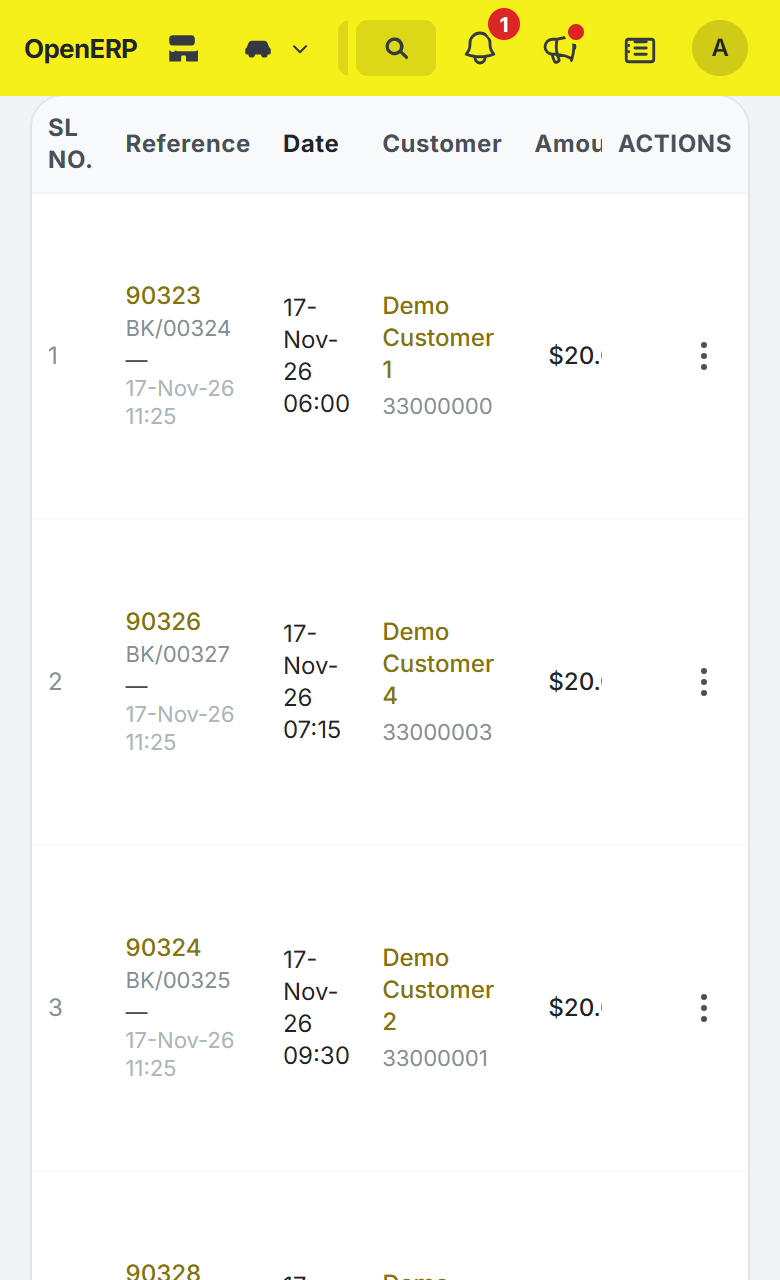 OpenERP
1
A
SL NO.
Reference
Date
Customer
Amou
ACTIONS
1
90323
BK/00324
—
17-Nov-26
11:25
17-
Nov-
26
06:00
Demo
Customer
1
33000000
$20.
2
90326
BK/00327
—
17-Nov-26
11:25
17-
Nov-
26
07:15
Demo
Customer
4
33000003
$20.
3
90324
BK/00325
—
17-Nov-26
11:25
17-
Nov-
26
09:30
Demo
Customer
2
33000001
$20.
90328
17-
Demo